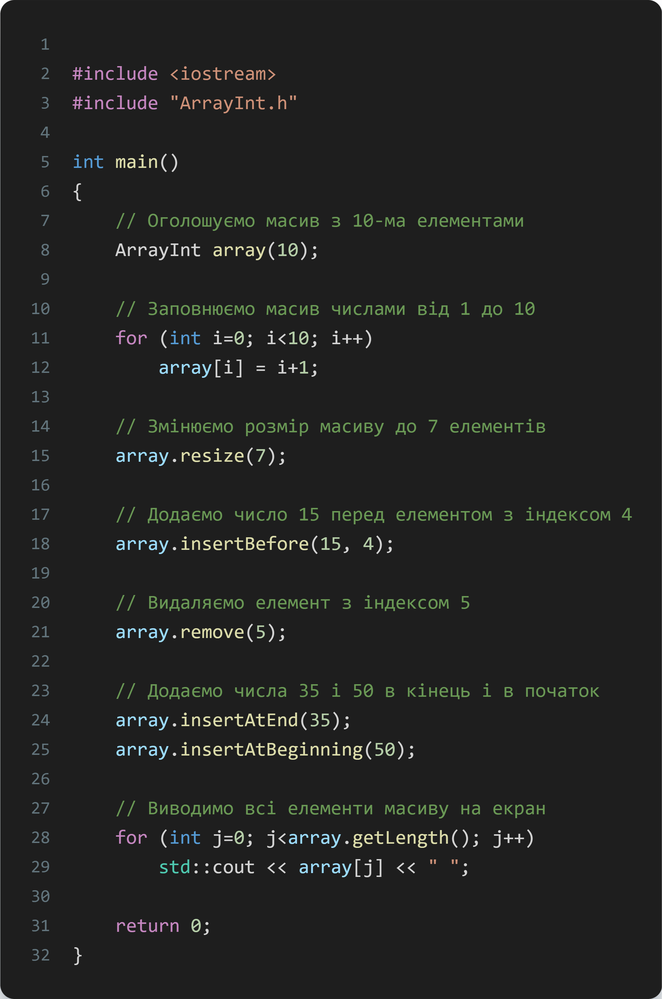 1
2 #include <iostream>
3 #include "ArrayInt.h"
4
5 int main()
6 {
7     // Оголошуємо масив з 10-ма елементами
8     ArrayInt array(10);
9
10     // Заповнюємо масив числами від 1 до 10
11     for (int i=0; i<10; i++)
12         array[i] = i+1;
13
14     // Змінюємо розмір масиву до 7 елементів
15     array.resize(7);
16
17     // Додаємо число 15 перед елементом з індексом 4
18     array.insertBefore(15, 4);
19
20     // Видаляємо елемент з індексом 5
21     array.remove(5);
22
23     // Додаємо числа 35 і 50 в кінець і в початок
24     array.insertAtEnd(35);
25     array.insertAtBeginning(50);
26
27     // Виводимо всі елементи масиву на екран
28     for (int j=0; j<array.getLength(); j++)
29         std::cout << array[j] << " ";
30
31     return 0;
32 }